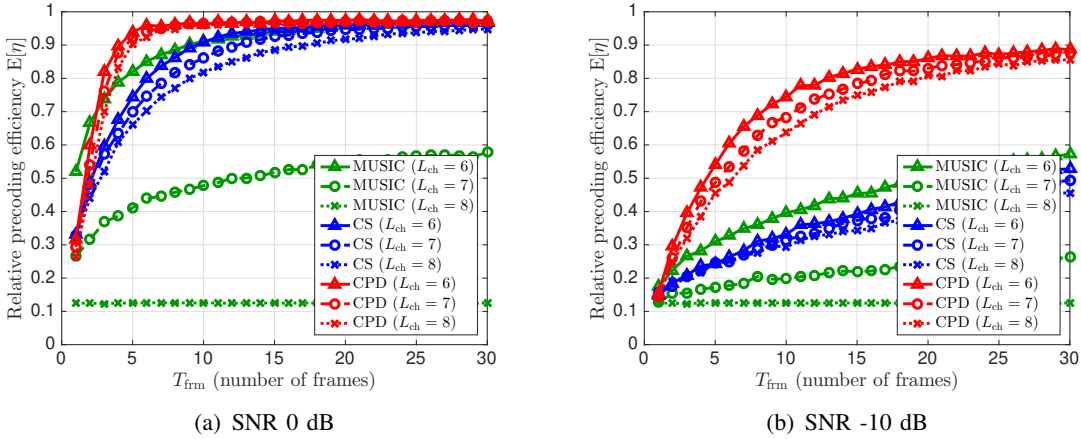 Relative precoding efficiency E[η]
1
0.9
0.8
0.7
0.6
0.5
0.4
0.3
0.2
0.1
0
0 5 10 15 20 25 30
T_frm (number of frames)
MUSIC (L_ch = 6)
MUSIC (L_ch = 7)
MUSIC (L_ch = 8)
CS (L_ch = 6)
CS (L_ch = 7)
CS (L_ch = 8)
CPD (L_ch = 6)
CPD (L_ch = 7)
CPD (L_ch = 8)
(a) SNR 0 dB
Relative precoding efficiency E[η]
1
0.9
0.8
0.7
0.6
0.5
0.4
0.3
0.2
0.1
0
0 5 10 15 20 25 30
T_frm (number of frames)
MUSIC (L_ch = 6)
MUSIC (L_ch = 7)
MUSIC (L_ch = 8)
CS (L_ch = 6)
CS (L_ch = 7)
CS (L_ch = 8)
CPD (L_ch = 6)
CPD (L_ch = 7)
CPD (L_ch = 8)
(b) SNR -10 dB